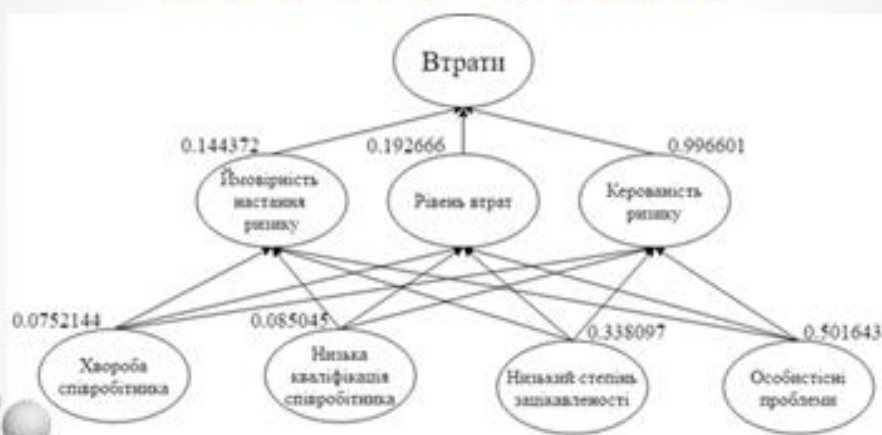 Втрати
0.144372
0.192666
0.996601
Ймовірність
настання
ризику
Рівень втрат
Керованість
ризику
0.0752144
0.085045
0.338097
0.501643
Хвороба
співробітника
Низька
кваліфікація
співробітника
Низький степінь
зацікавленості
Особистісні
проблеми